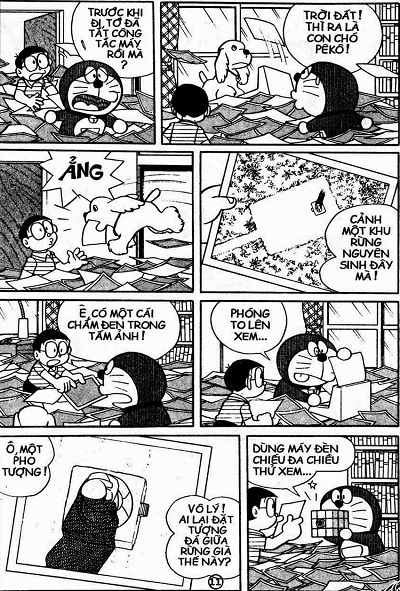 TRƯỚC KHI
ĐI, TỚ ĐÃ
TẮT CÔNG
TẮC MÁY
RỒI MÀ
?
TRỜI ĐẤT!
THÌ RA LÀ
CON CHÓ
PÊKÔ!
ẲNG
CẢNH
MỘT KHU
RỪNG
NGUYÊN
SINH ĐÂY
MÀ!
Ê, CÓ MỘT CÁI
CHẤM ĐEN TRONG
TẤM ẢNH!
PHÓNG
TO LÊN
XEM...
Ô, MỘT
PHO
TƯỢNG!
VÔ LÝ!
AI LẠI ĐẶT
TƯỢNG
ĐÁ GIỮA
RỪNG GIÀ
THẾ NÀY?
DÙNG MÁY ĐÈN
CHIẾU ĐA CHIỀU
THỬ XEM...
11